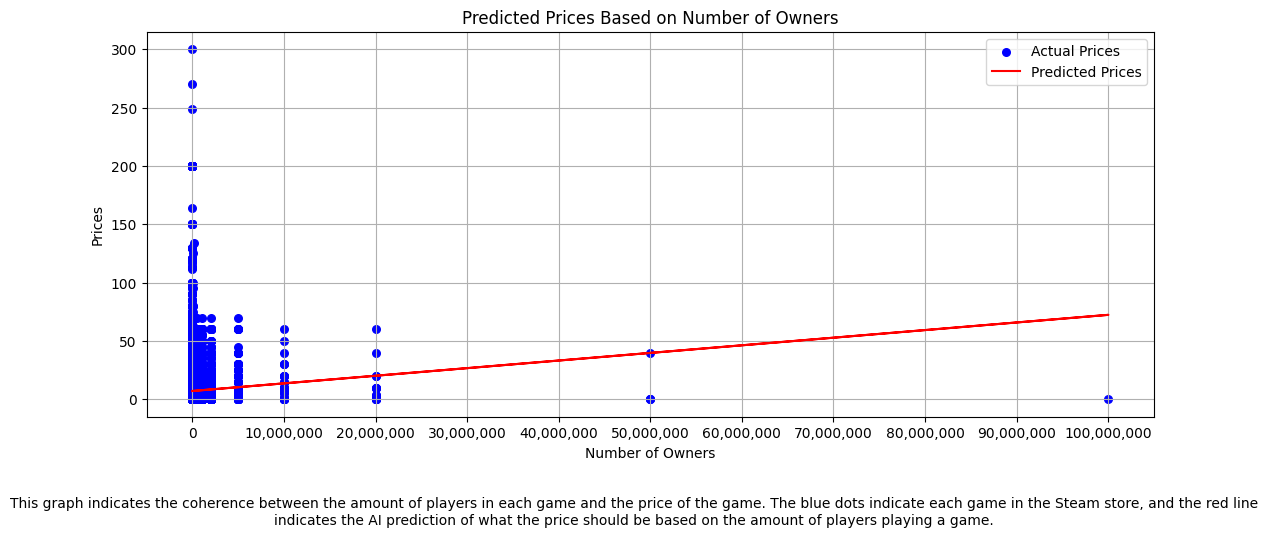 Predicted Prices Based on Number of Owners
Actual Prices
Predicted Prices
300
250
200
150
100
50
0
Prices
0 10,000,000 20,000,000 30,000,000 40,000,000 50,000,000 60,000,000 70,000,000 80,000,000 90,000,000 100,000,000
Number of Owners
This graph indicates the coherence between the amount of players in each game and the price of the game. The blue dots indicate each game in the Steam store, and the red line
indicates the AI prediction of what the price should be based on the amount of players playing a game.